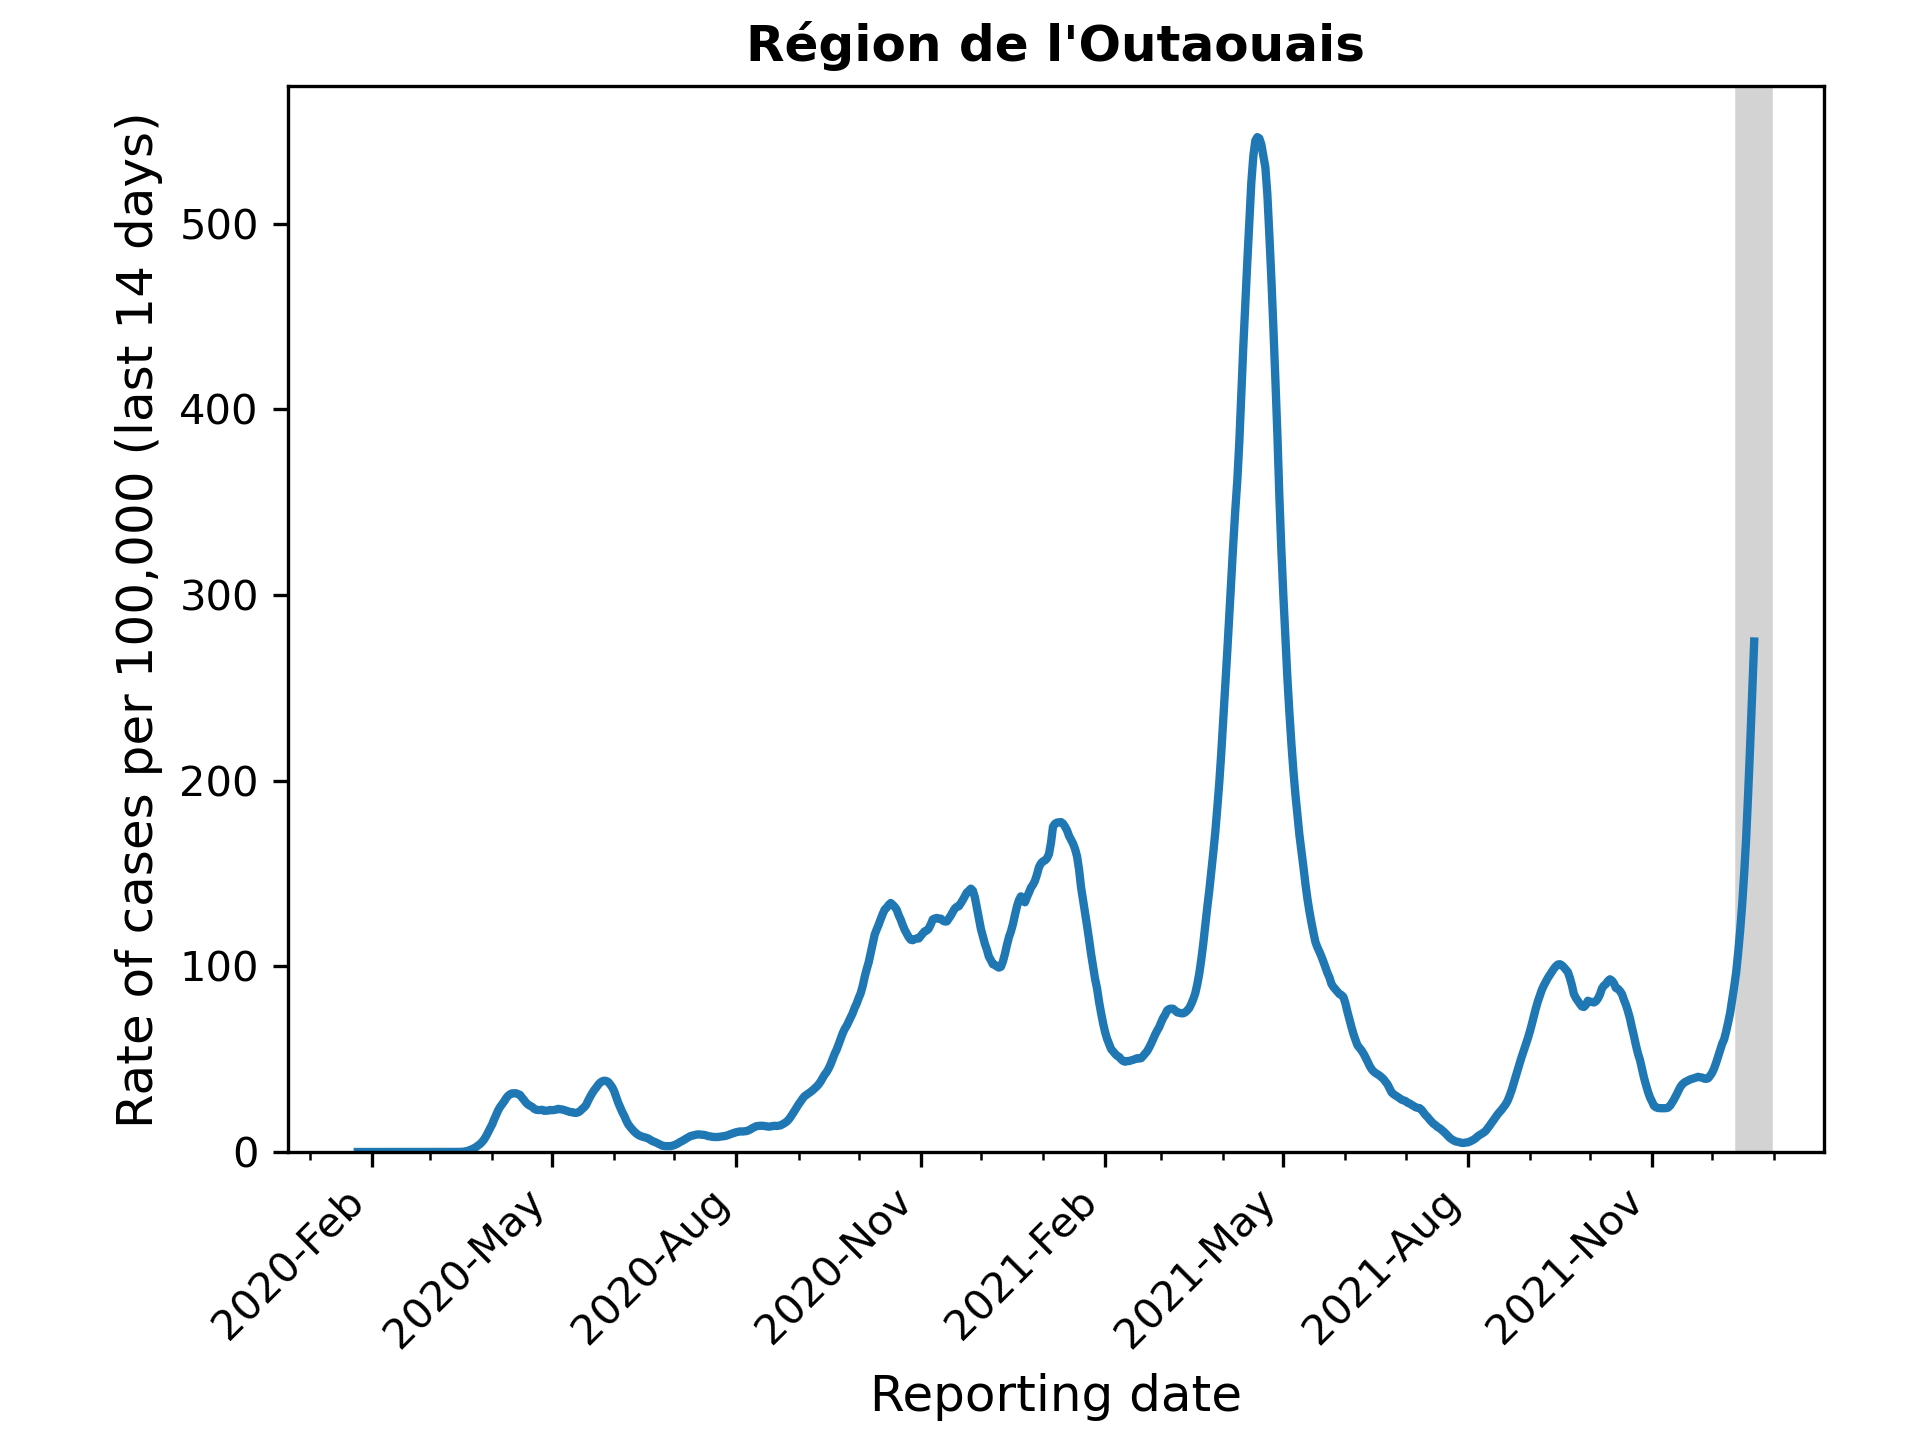 Région de l'Outaouais
Rate of cases per 100,000 (last 14 days)
500
400
300
200
100
0
2020-Feb
2020-May
2020-Aug
2020-Nov
2021-Feb
2021-May
2021-Aug
2021-Nov
Reporting date